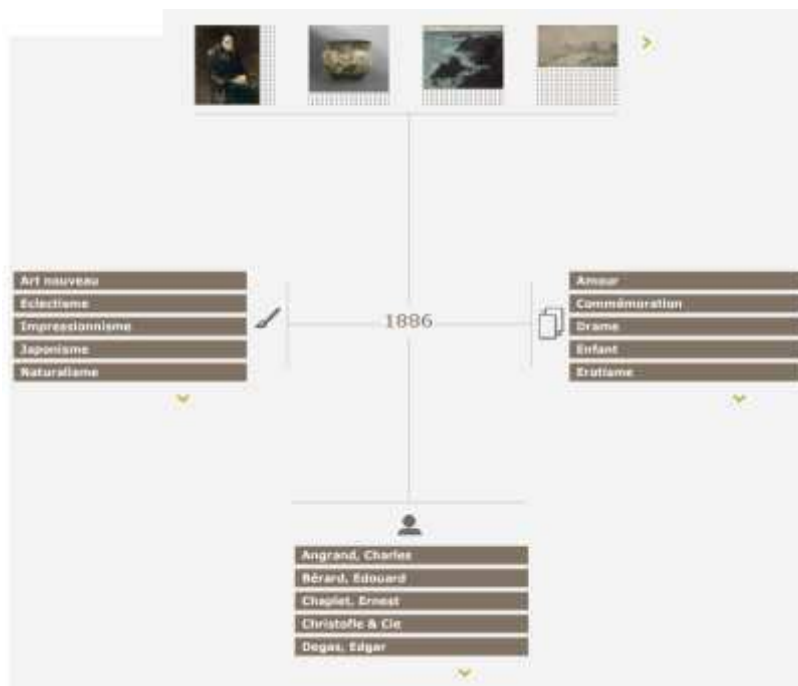 Art nouveau
Eclectisme
Impressionnisme
Japonisme
Naturalisme
1886
Amour
Commémoration
Drame
Enfant
Erotisme
Angrand, Charles
Bérard, Edouard
Chaplet, Ernest
Christofle & Cie
Degas, Edgar